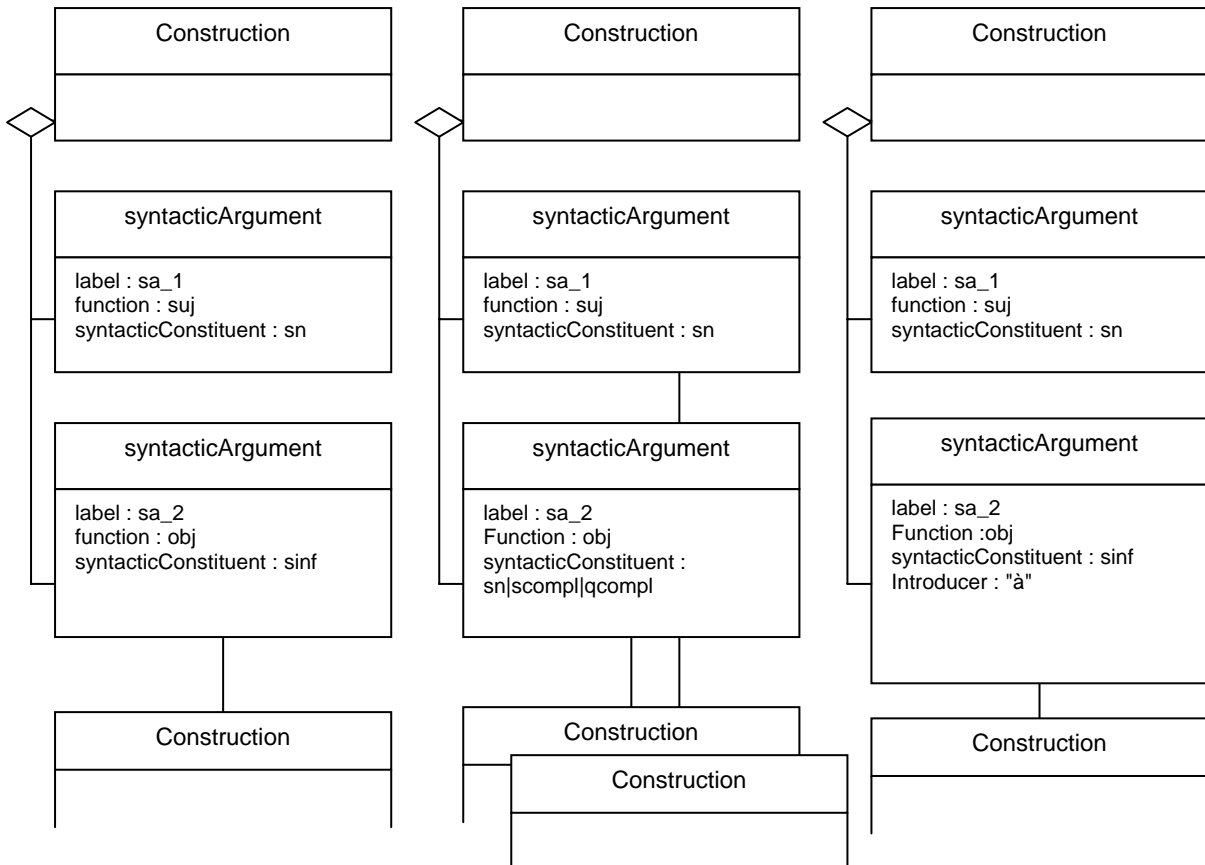 Construction
syntacticArgument
label : sa_1
function : suj
syntacticConstituent : sn
syntacticArgument
label : sa_2
function : obj
syntacticConstituent : sinf
Construction
Construction
syntacticArgument
label : sa_1
function : suj
syntacticConstituent : sn
syntacticArgument
label : sa_2
Function : obj
syntacticConstituent :
sn|scompl|qcompl
Construction
Construction
Construction
syntacticArgument
label : sa_1
function : suj
syntacticConstituent : sn
syntacticArgument
label : sa_2
Function :obj
syntacticConstituent : sinf
Introducer : "à"
Construction